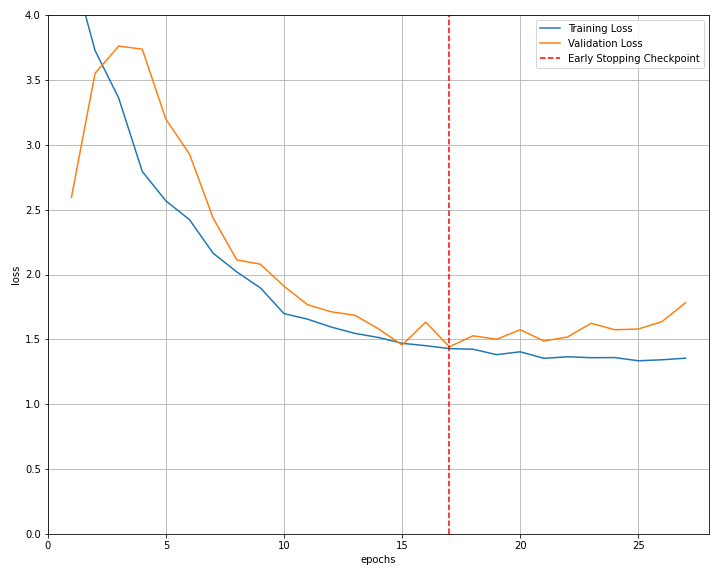 4.0
3.5
3.0
2.5
2.0
1.5
1.0
0.5
0.0
loss
Training Loss
Validation Loss
Early Stopping Checkpoint
0 5 10 15 20 25
epochs